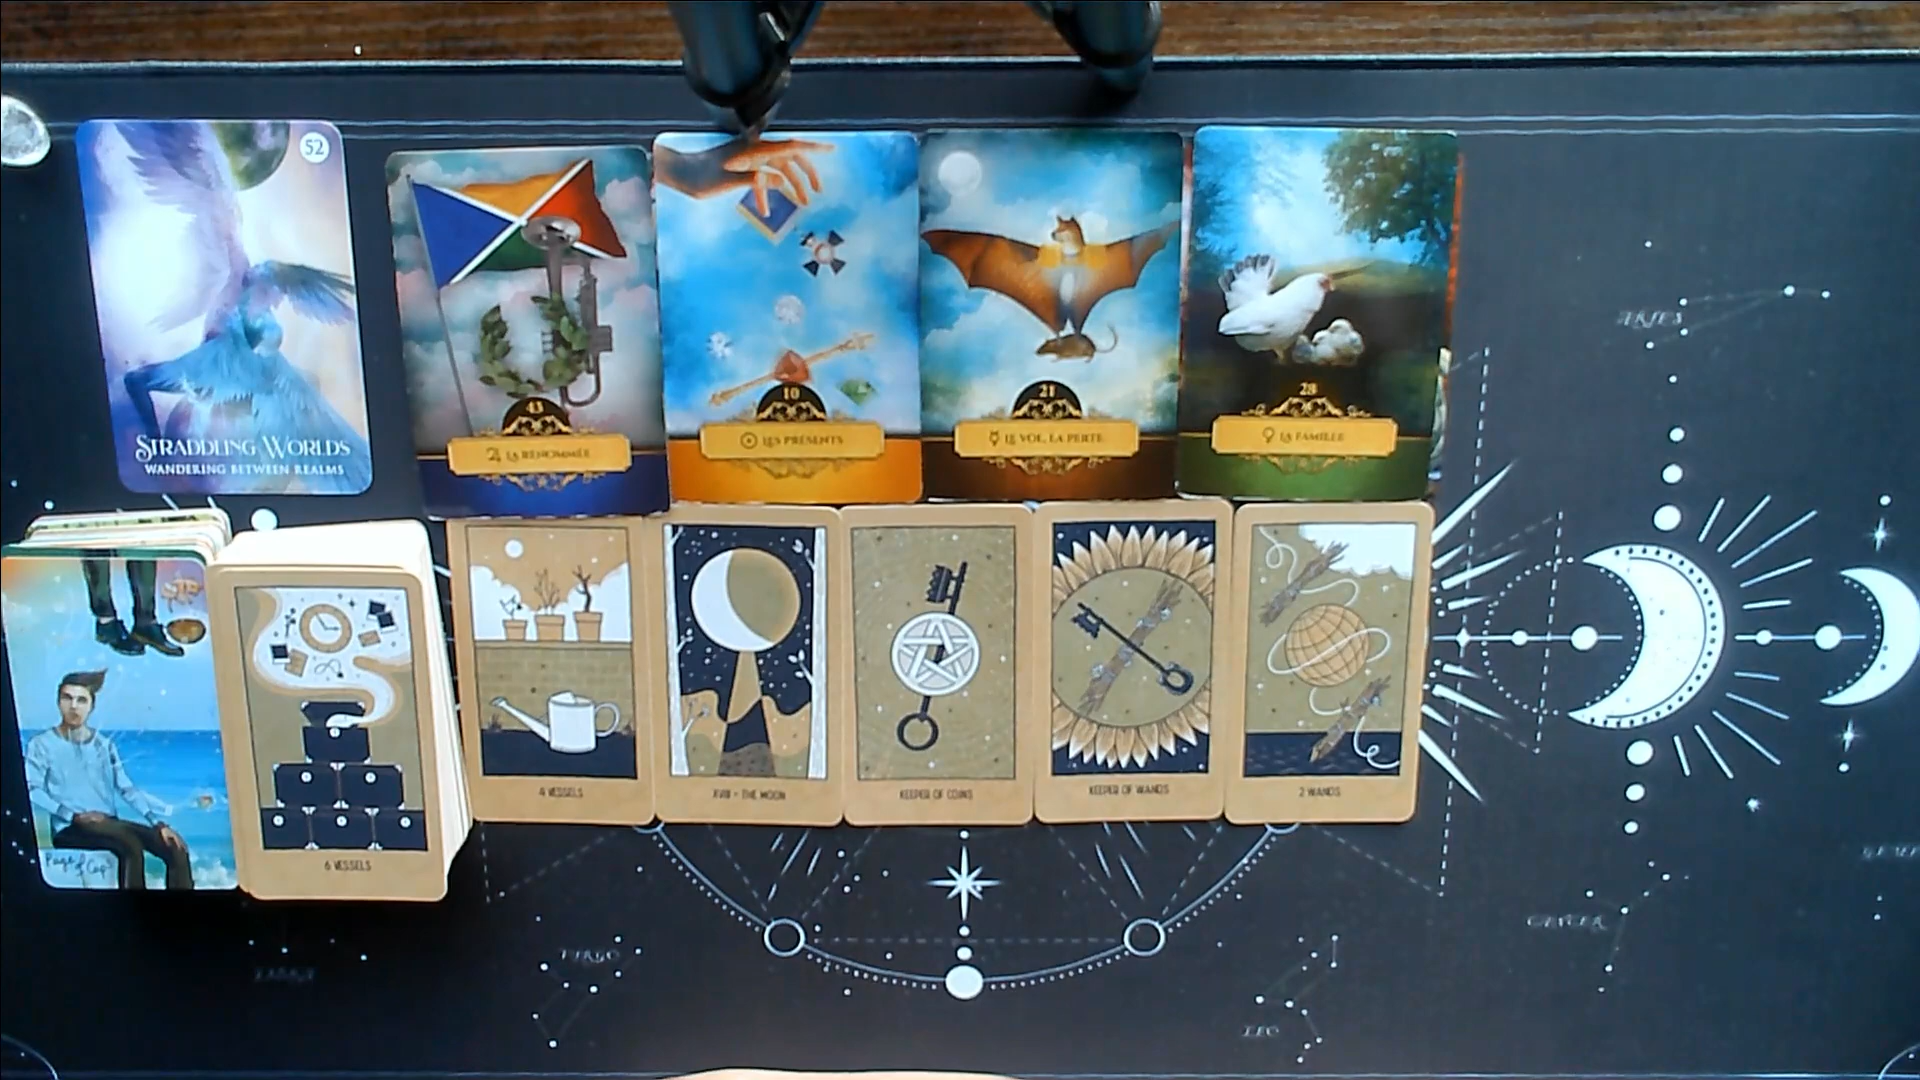 52
STRADDLING WORLDS
WANDERING BETWEEN REALMS
43
LA RENOMMÉE
10
LES PRÉSENTS
21
LE VOL, LA PERTE
28
LA FAMILLE
Page of Cups
6 VESSELS
4 VESSELS
XVIII - THE MOON
KEEPER OF COINS
KEEPER OF WANDS
2 WANDS
ARIES
CANCER
VIRGO
LEO